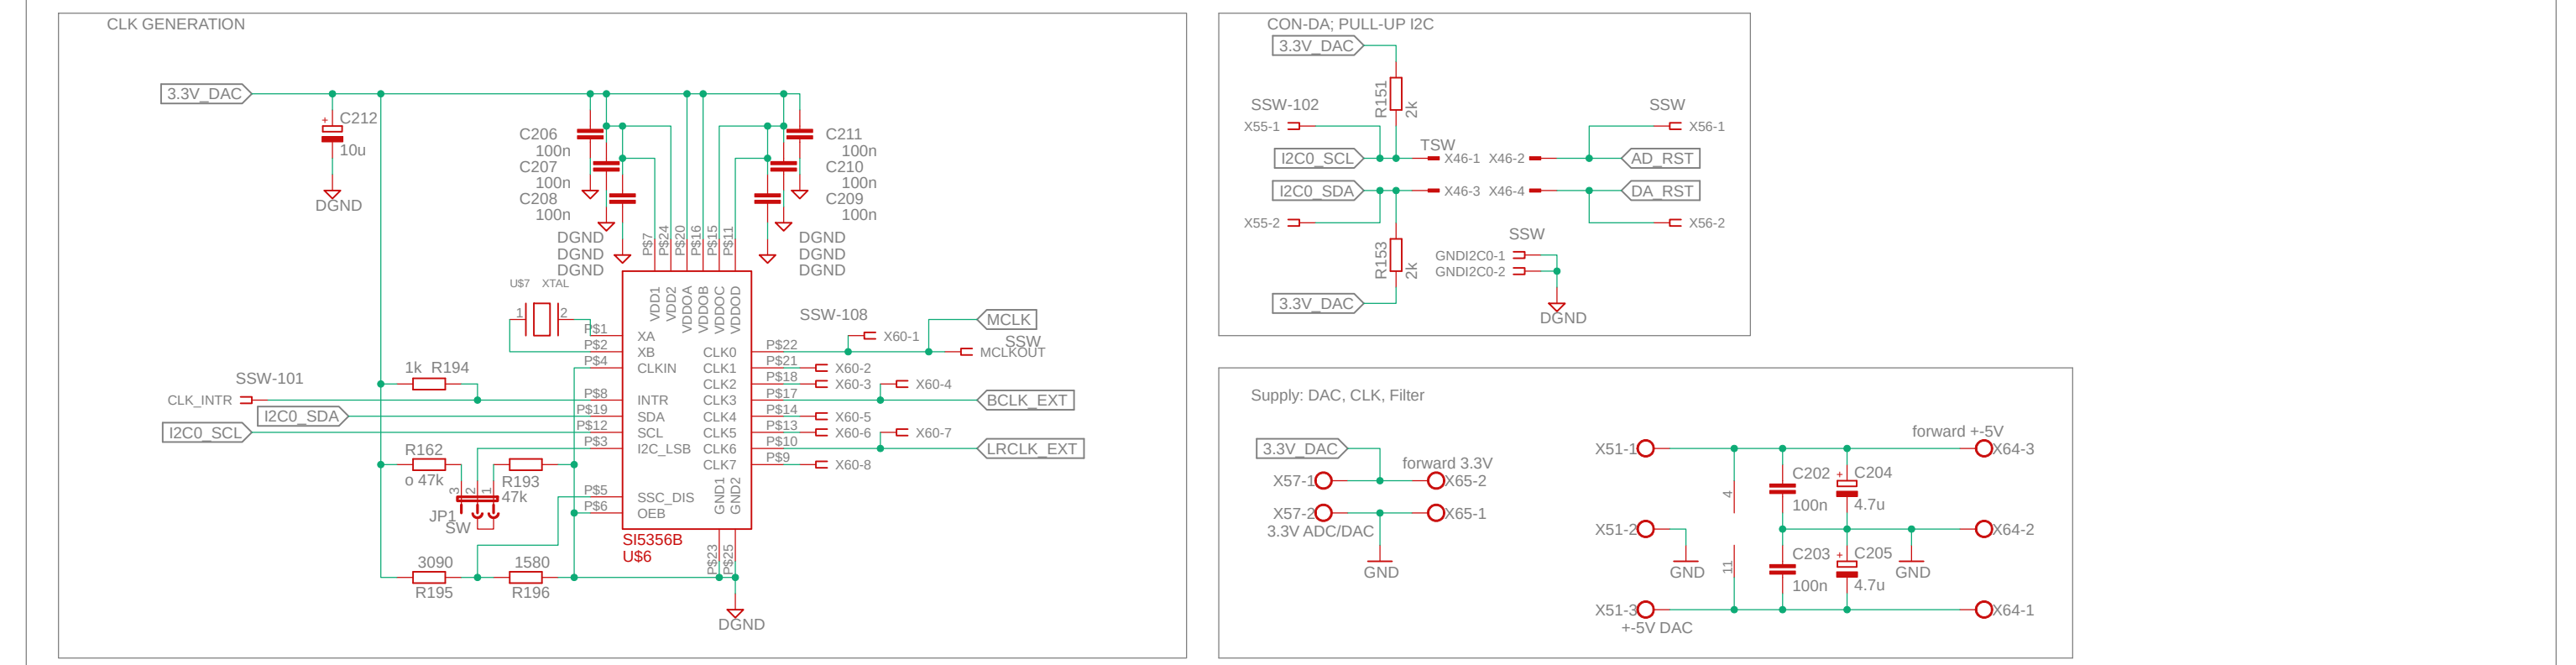 CLK GENERATION
3.3V_DAC
+
C212
10u
DGND
C206
100n
C207
100n
C208
100n
DGND
DGND
DGND
C211
100n
C210
100n
C209
100n
DGND
DGND
DGND
P$7
P$24
P$20
P$16
P$15
P$11
U$7 XTAL
1
2
VDD1
VDD2
VDDOA
VDDOB
VDDOC
VDDOD
P$1
XA
P$2
XB
P$4
CLKIN
P$8
INTR
P$19
SDA
P$12
SCL
P$3
I2C_LSB
P$5
SSC_DIS
P$6
OEB
CLK0
P$22
CLK1
P$21
CLK2
P$18
CLK3
P$17
CLK4
P$14
CLK5
P$13
CLK6
P$10
CLK7
P$9
GND1
GND2
P$23
P$25
SI5356B
U$6
DGND
SSW-108
X60-1
MCLK
SSW
MCLKOUT
X60-2
X60-3
X60-4
BCLK_EXT
X60-5
X60-6
X60-7
LRCLK_EXT
X60-8
1k R194
SSW-101
CLK_INTR
I2C0_SDA
I2C0_SCL
R162
o 47k
R193
47k
3
2
1
JP1
SW
3090
R195
1580
R196
CON-DA; PULL-UP I2C
3.3V_DAC
R151
2k
SSW-102
X55-1
I2C0_SCL
I2C0_SDA
X55-2
TSW
X46-1 X46-2
X46-3 X46-4
SSW
X56-1
AD_RST
DA_RST
X56-2
R153
2k
3.3V_DAC
SSW
GNDI2C0-1
GNDI2C0-2
DGND
Supply: DAC, CLK, Filter
3.3V_DAC
forward 3.3V
X57-1
X65-2
X57-2
X65-1
3.3V ADC/DAC
GND
forward +-5V
X51-1
X64-3
4
C202
100n
+
C204
4.7u
X51-2
X64-2
GND
11
C203
100n
+
C205
4.7u
GND
X51-3
X64-1
+-5V DAC